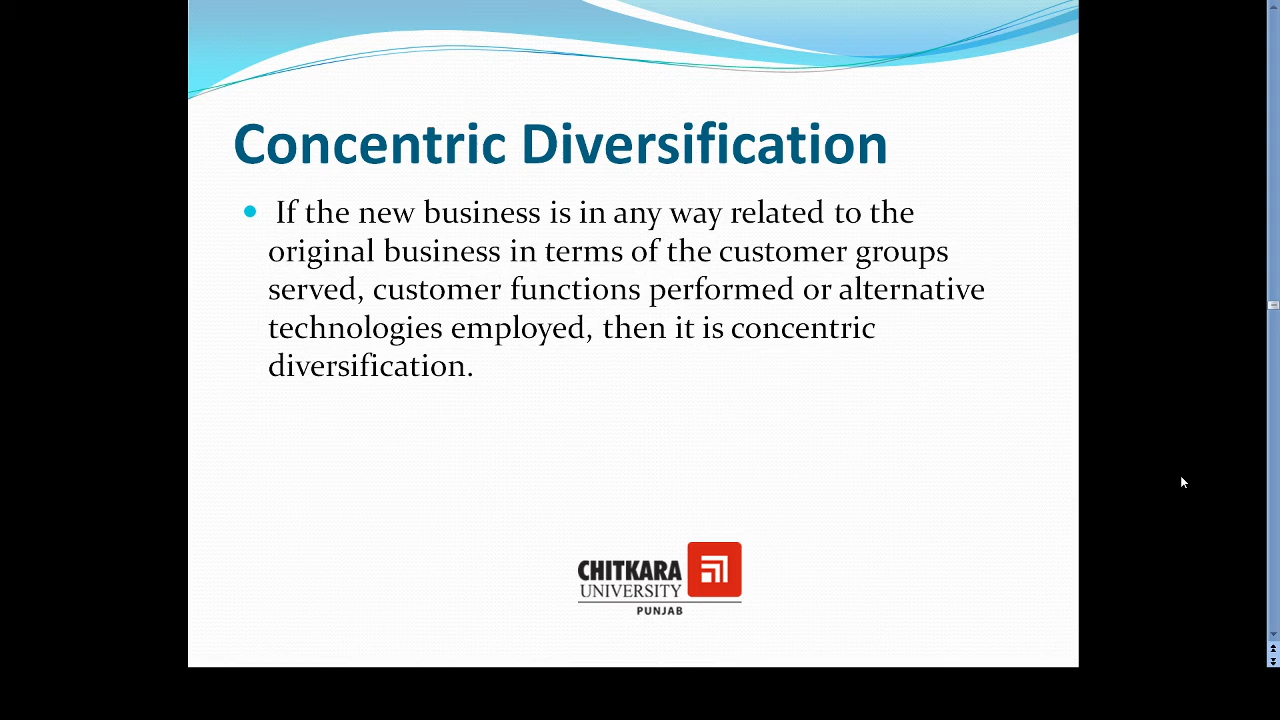 Concentric Diversification
If the new business is in any way related to the
original business in terms of the customer groups
served, customer functions performed or alternative
technologies employed, then it is concentric
diversification.
CHITKARA
UNIVERSITY
PUNJAB